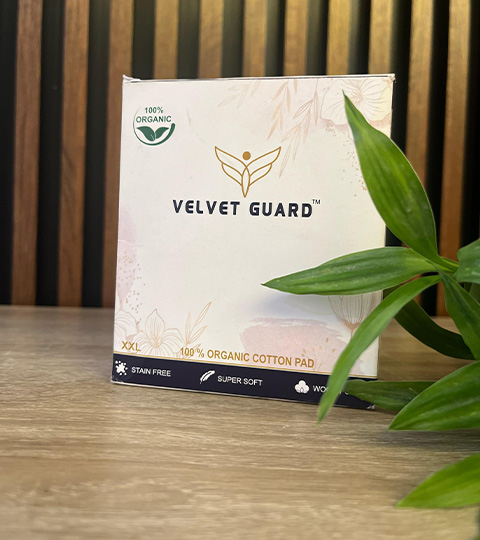 100%
ORGANIC
VELVET GUARD™
XXL
100 % ORGANIC COTTON PAD
STAIN FREE
SUPER SOFT